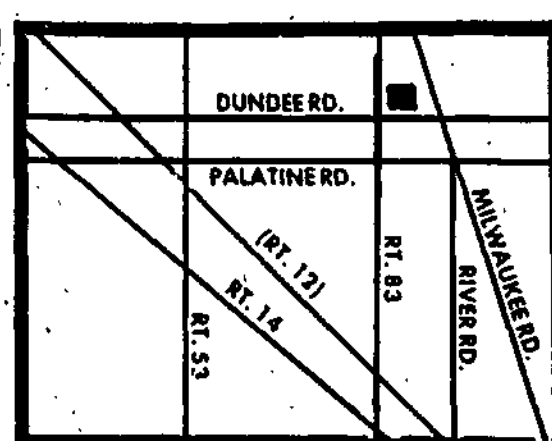 DUNDEE RD.
PALATINE RD.
(RT. 12)
RT. 14
RT. 53
RT. 83
RIVER RD.
MILWAUKEE RD.